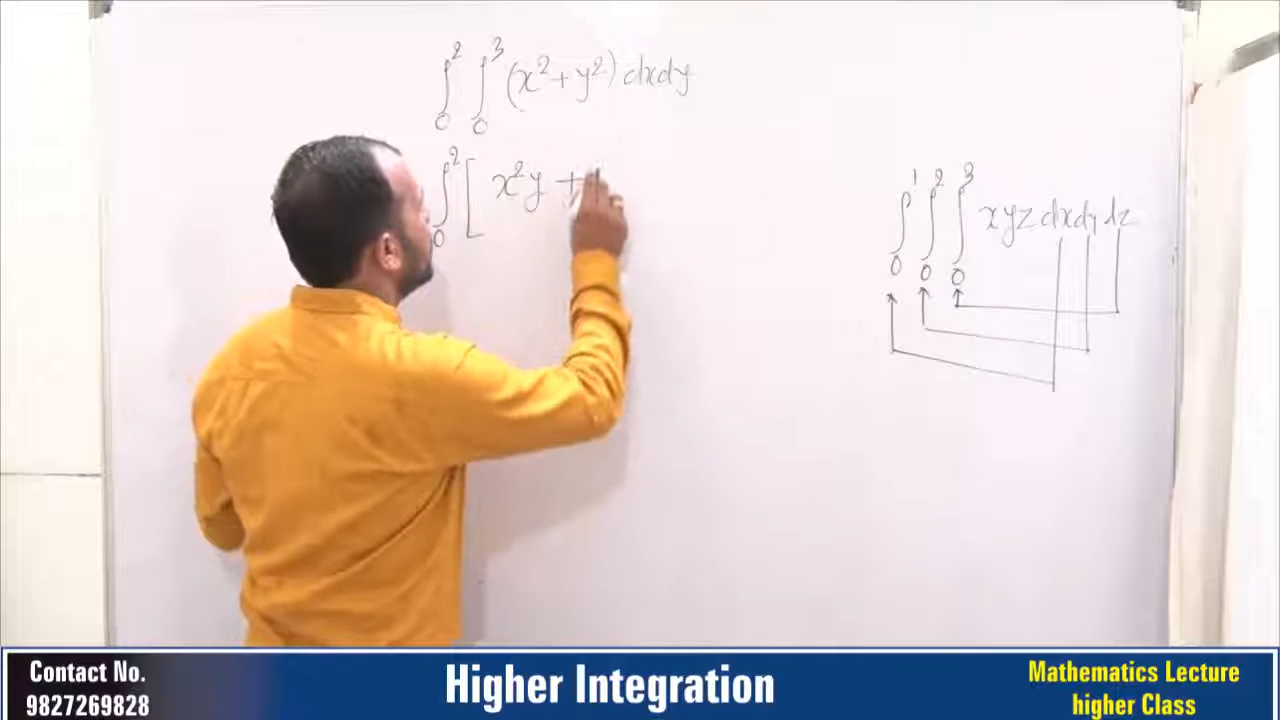 ∫₀² ∫₀³ (x² + y²) dxdy
∫₀² [ x²y +
∫₀¹ ∫₀² ∫₀³ xyz dxdydz
Contact No.
9827269828
Higher Integration
Mathematics Lecture
higher Class